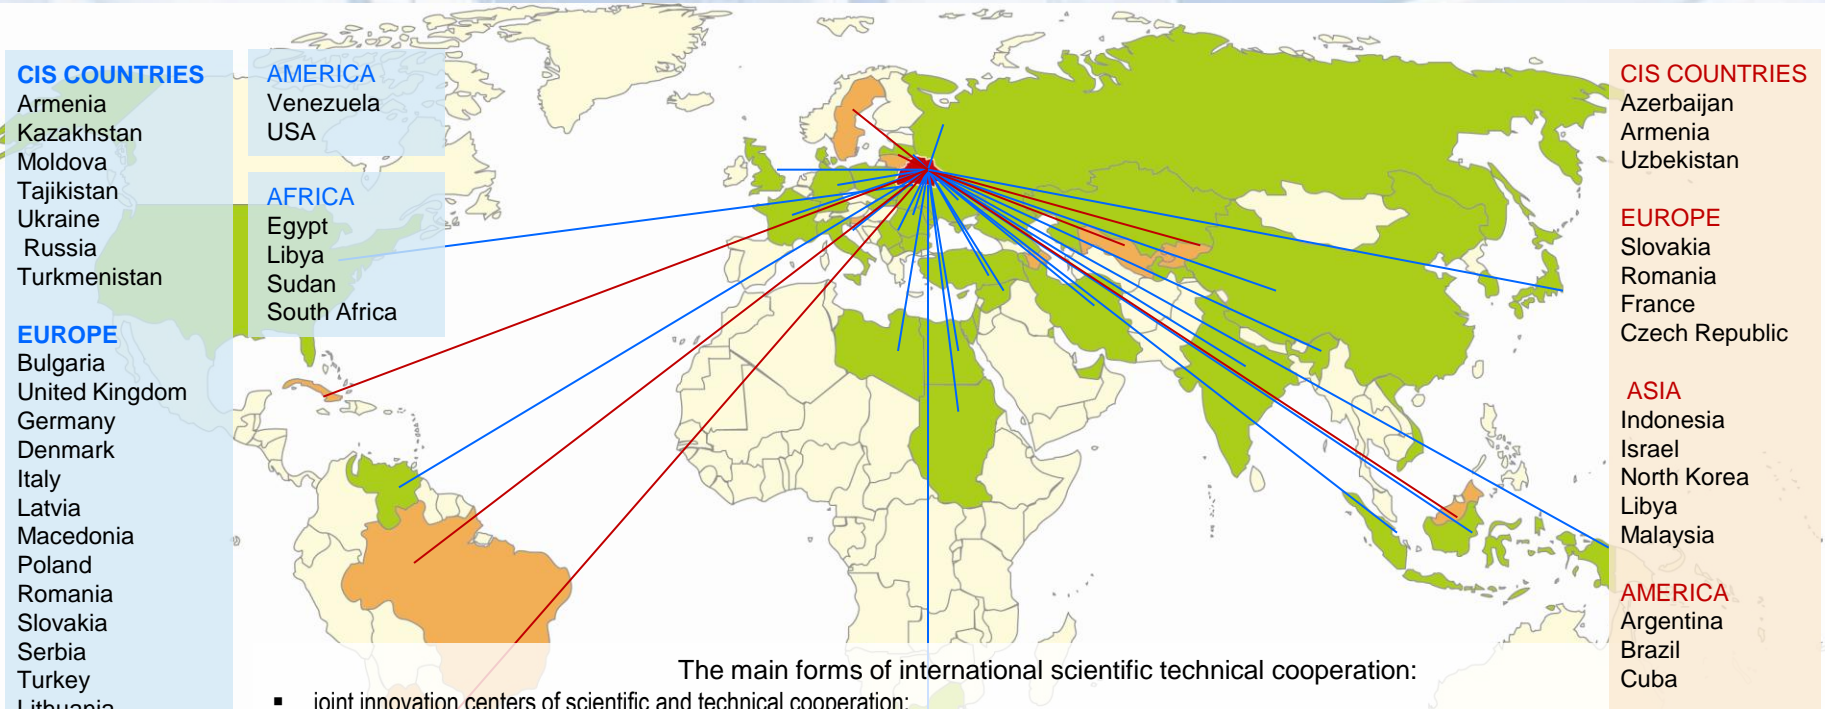 CIS COUNTRIES
Armenia
Kazakhstan
Moldova
Tajikistan
Ukraine
Russia
Turkmenistan
EUROPE
Bulgaria
United Kingdom
Germany
Denmark
Italy
Latvia
Macedonia
Poland
Romania
Slovakia
Serbia
Turkey
Lithuania
AMERICA
Venezuela
USA
AFRICA
Egypt
Libya
Sudan
South Africa
The main forms of international scientific technical cooperation:
▪ joint innovation centers of scientific and technical cooperation;
CIS COUNTRIES
Azerbaijan
Armenia
Uzbekistan
EUROPE
Slovakia
Romania
France
Czech Republic
ASIA
Indonesia
Israel
North Korea
Libya
Malaysia
AMERICA
Argentina
Brazil
Cuba